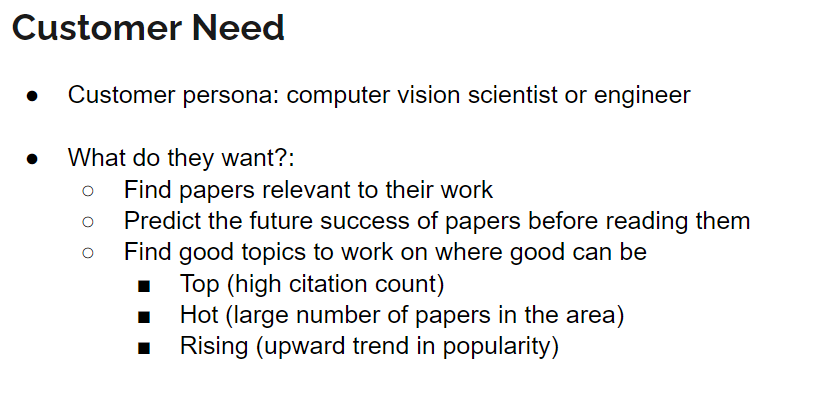 Customer Need
● Customer persona: computer vision scientist or engineer
● What do they want?:
○ Find papers relevant to their work
○ Predict the future success of papers before reading them
○ Find good topics to work on where good can be
■ Top (high citation count)
■ Hot (large number of papers in the area)
■ Rising (upward trend in popularity)